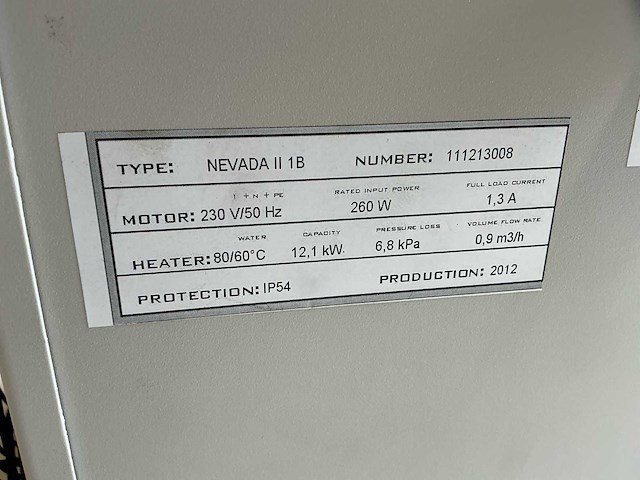 TYPE: NEVADA II 1B NUMBER: 111213008
1 + N + PE RATED INPUT POWER FULL LOAD CURRENT
MOTOR: 230 V/50 Hz 260 W 1,3 A
WATER CAPACITY PRESSURE LOSS VOLUME FLOW RATE
HEATER: 80/60°C 12,1 kW. 6,8 kPa 0,9 m3/h
PROTECTION: IP54 PRODUCTION: 2012